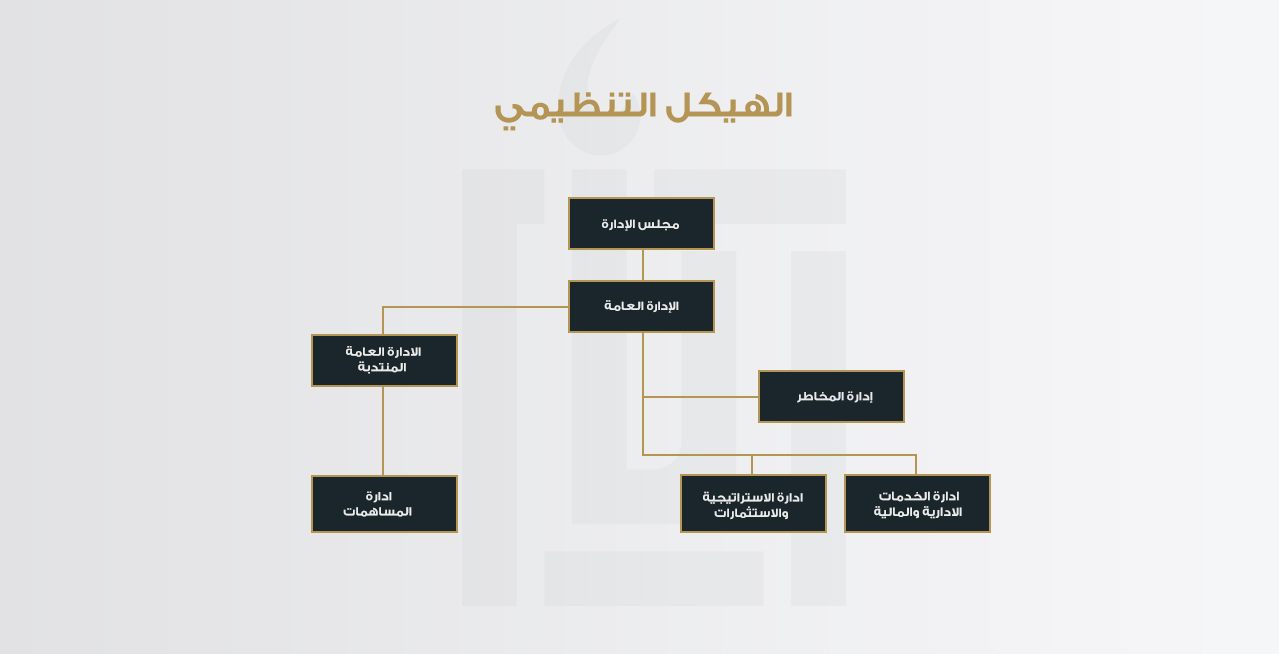 الهيكل التنظيمي
مجلس الإدارة
الإدارة العامة
الادارة العامة
المنتدبة
إدارة المخاطر
ادارة الخدمات
الادارية والمالية
ادارة الاستراتيجية
والاستثمارات
ادارة
المساهمات